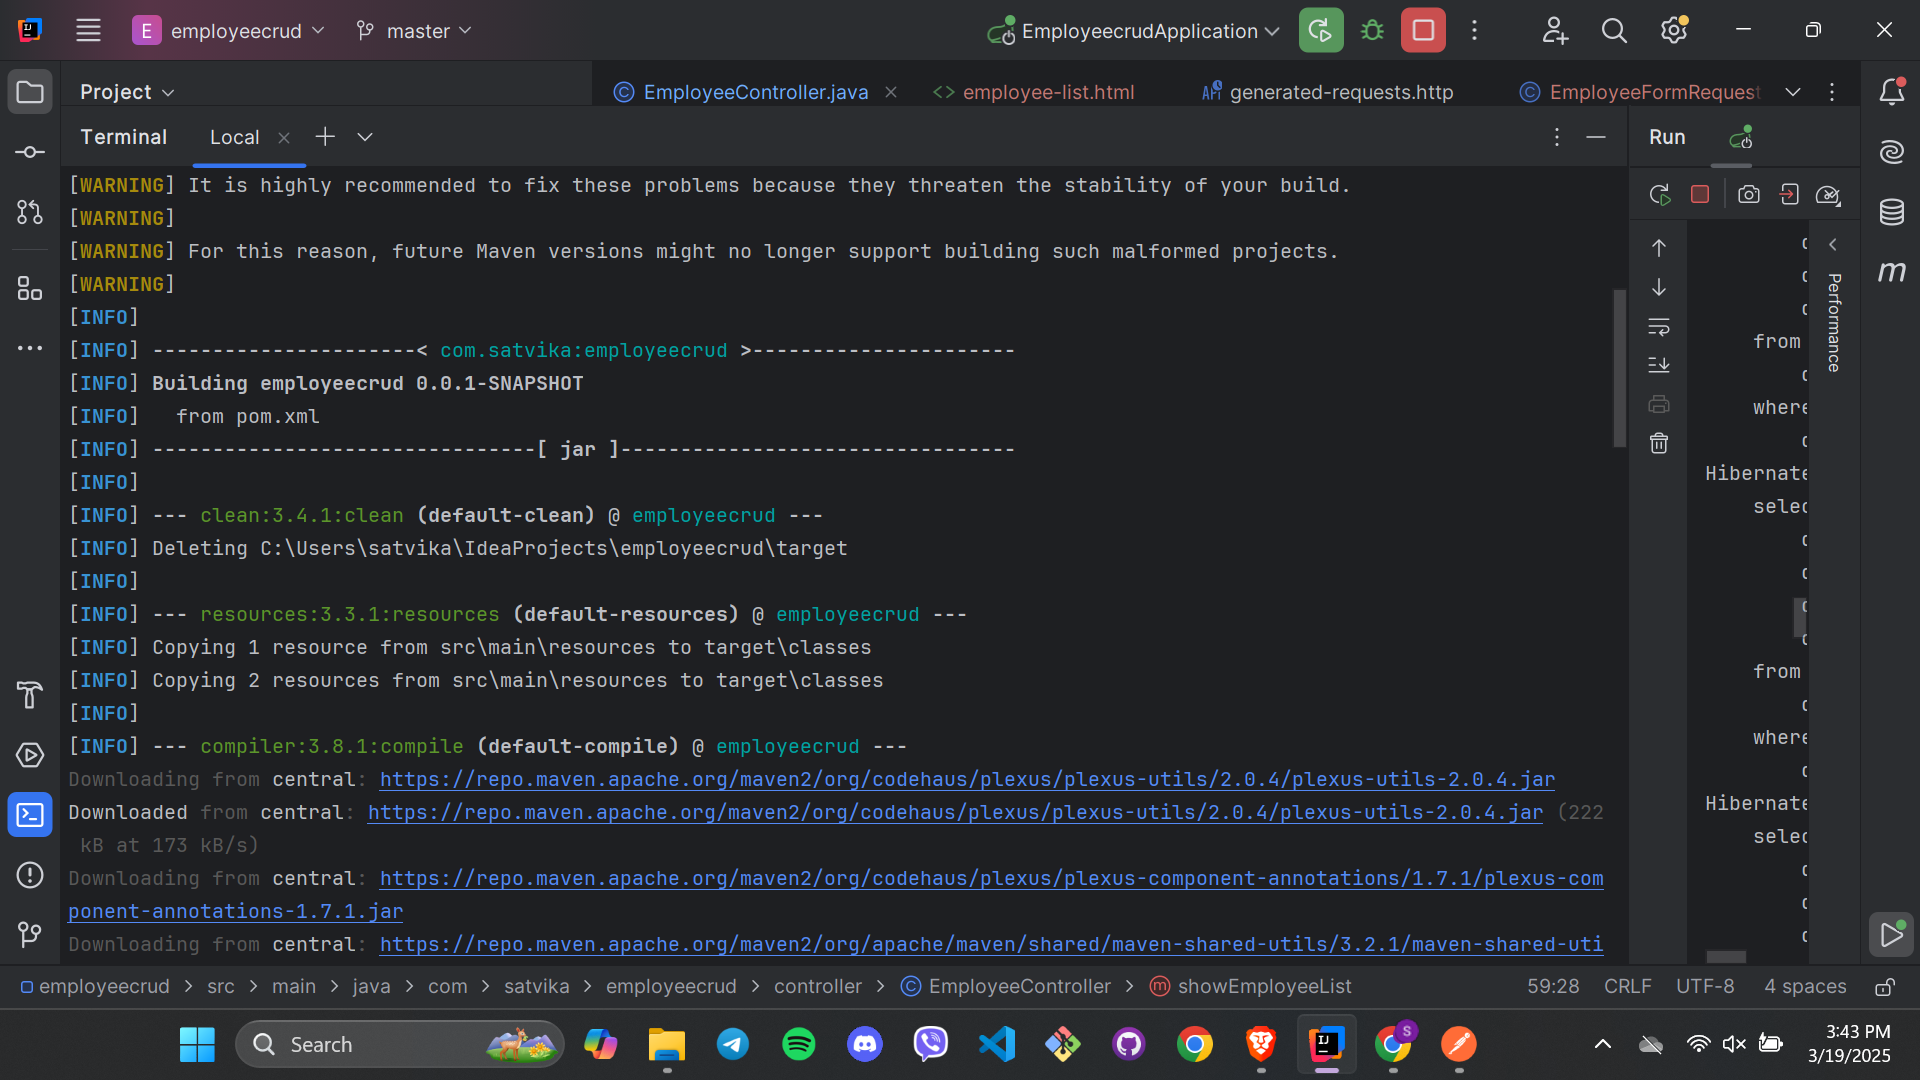 E employeecrud
master
EmployeecrudApplication
Project
EmployeeController.java
employee-list.html
generated-requests.http
EmployeeFormRequest
Terminal
Local
Run
[WARNING] It is highly recommended to fix these problems because they threaten the stability of your build.
[WARNING]
[WARNING] For this reason, future Maven versions might no longer support building such malformed projects.
[WARNING]
[INFO]
[INFO] ----------------------< com.satvika:employeecrud >----------------------
[INFO] Building employeecrud 0.0.1-SNAPSHOT
[INFO]   from pom.xml
[INFO] --------------------------------[ jar ]---------------------------------
[INFO]
[INFO] --- clean:3.4.1:clean (default-clean) @ employeecrud ---
[INFO] Deleting C:\Users\satvika\IdeaProjects\employeecrud\target
[INFO]
[INFO] --- resources:3.3.1:resources (default-resources) @ employeecrud ---
[INFO] Copying 1 resource from src\main\resources to target\classes
[INFO] Copying 2 resources from src\main\resources to target\classes
[INFO]
[INFO] --- compiler:3.8.1:compile (default-compile) @ employeecrud ---
Downloading from central: https://repo.maven.apache.org/maven2/org/codehaus/plexus/plexus-utils/2.0.4/plexus-utils-2.0.4.jar
Downloaded from central: https://repo.maven.apache.org/maven2/org/codehaus/plexus/plexus-utils/2.0.4/plexus-utils-2.0.4.jar (222
kB at 173 kB/s)
Downloading from central: https://repo.maven.apache.org/maven2/org/codehaus/plexus/plexus-component-annotations/1.7.1/plexus-com
ponent-annotations-1.7.1.jar
Downloading from central: https://repo.maven.apache.org/maven2/org/apache/maven/shared/maven-shared-utils/3.2.1/maven-shared-uti
from
where
Hibernate
selec
from
where
Hibernate
selec
Performance
employeecrud > src > main > java > com > satvika > employeecrud > controller > EmployeeController > showEmployeeList
59:28 CRLF UTF-8 4 spaces
Search
3:43 PM
3/19/2025